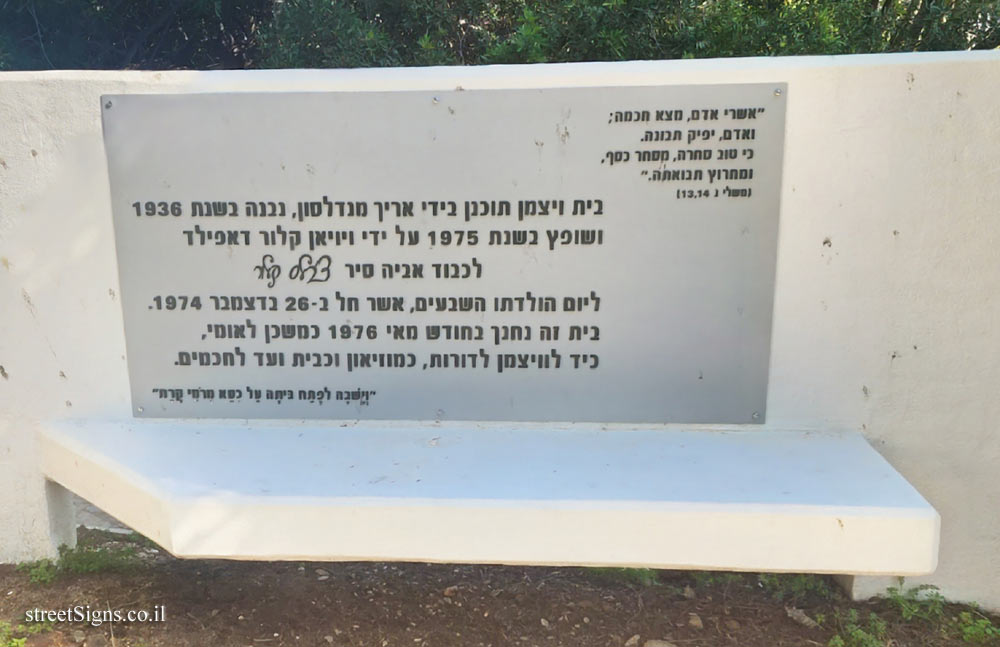 "אשרי אדם, מצא חכמה;
ואדם, יפיק תבונה.
כי טוב סחרה, מסחר כסף,
ומחרוץ תבואתה."
(משלי ג 13,14)
בית ויצמן תוכנן בידי אריך מנדלסון, נבנה בשנת 1936
ושופץ בשנת 1975 על ידי ויויאן קלור דאפילד
לכבוד אביה סיר צ'רלס קלור
ליום הולדתו השבעים, אשר חל ב-26 בדצמבר 1974.
בית זה נחנך בחודש מאי 1976 כמשכן לאומי,
כיד לוויצמן לדורות, כמוזיאון וכבית ועד לחכמים.
"וְיָשְׁבָה לְפֶתַח בֵּיתָהּ עַל כִּסֵּא מְרֹמֵי קָרֶת"
streetSigns.co.il